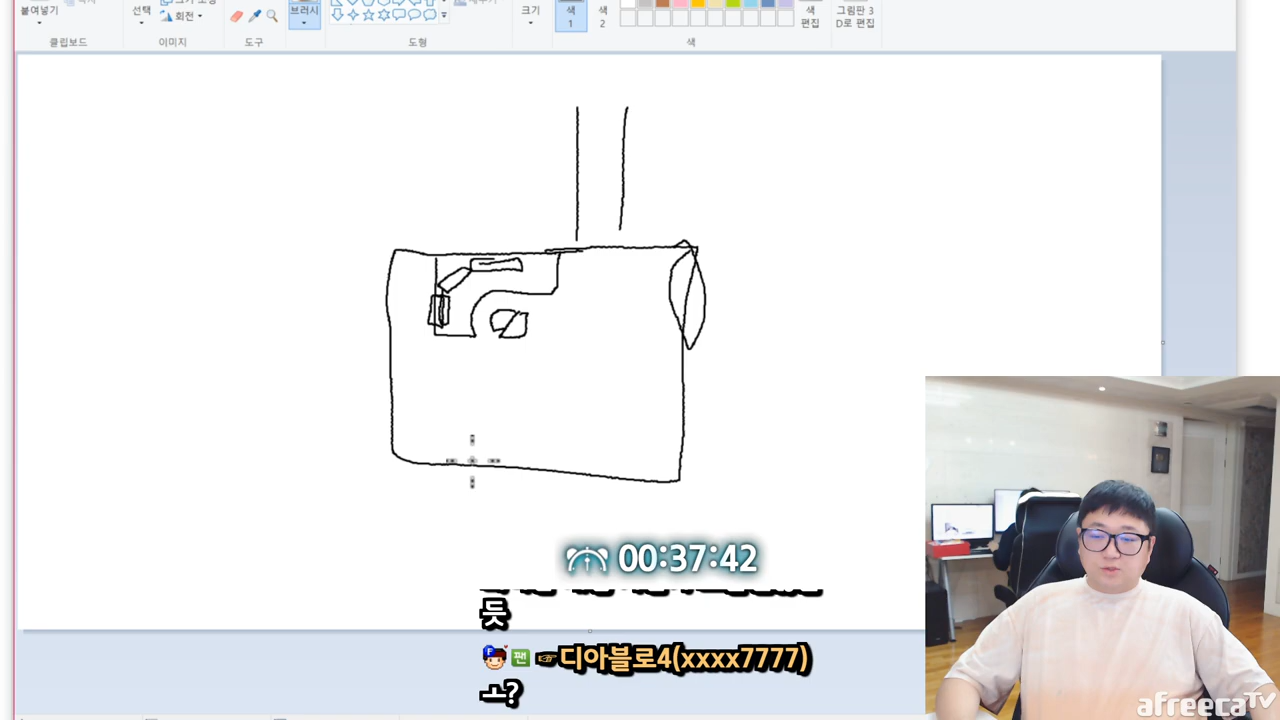 붙여넣기
선택
회전
브러시
크기
색
1
색
2
색
편집
그림판 3
D로 편집
클립보드
이미지
도구
도형
색
00:37:42
듯
팬 ☞디아블로4(xxxx7777)
ㅗ?
afreecaTV